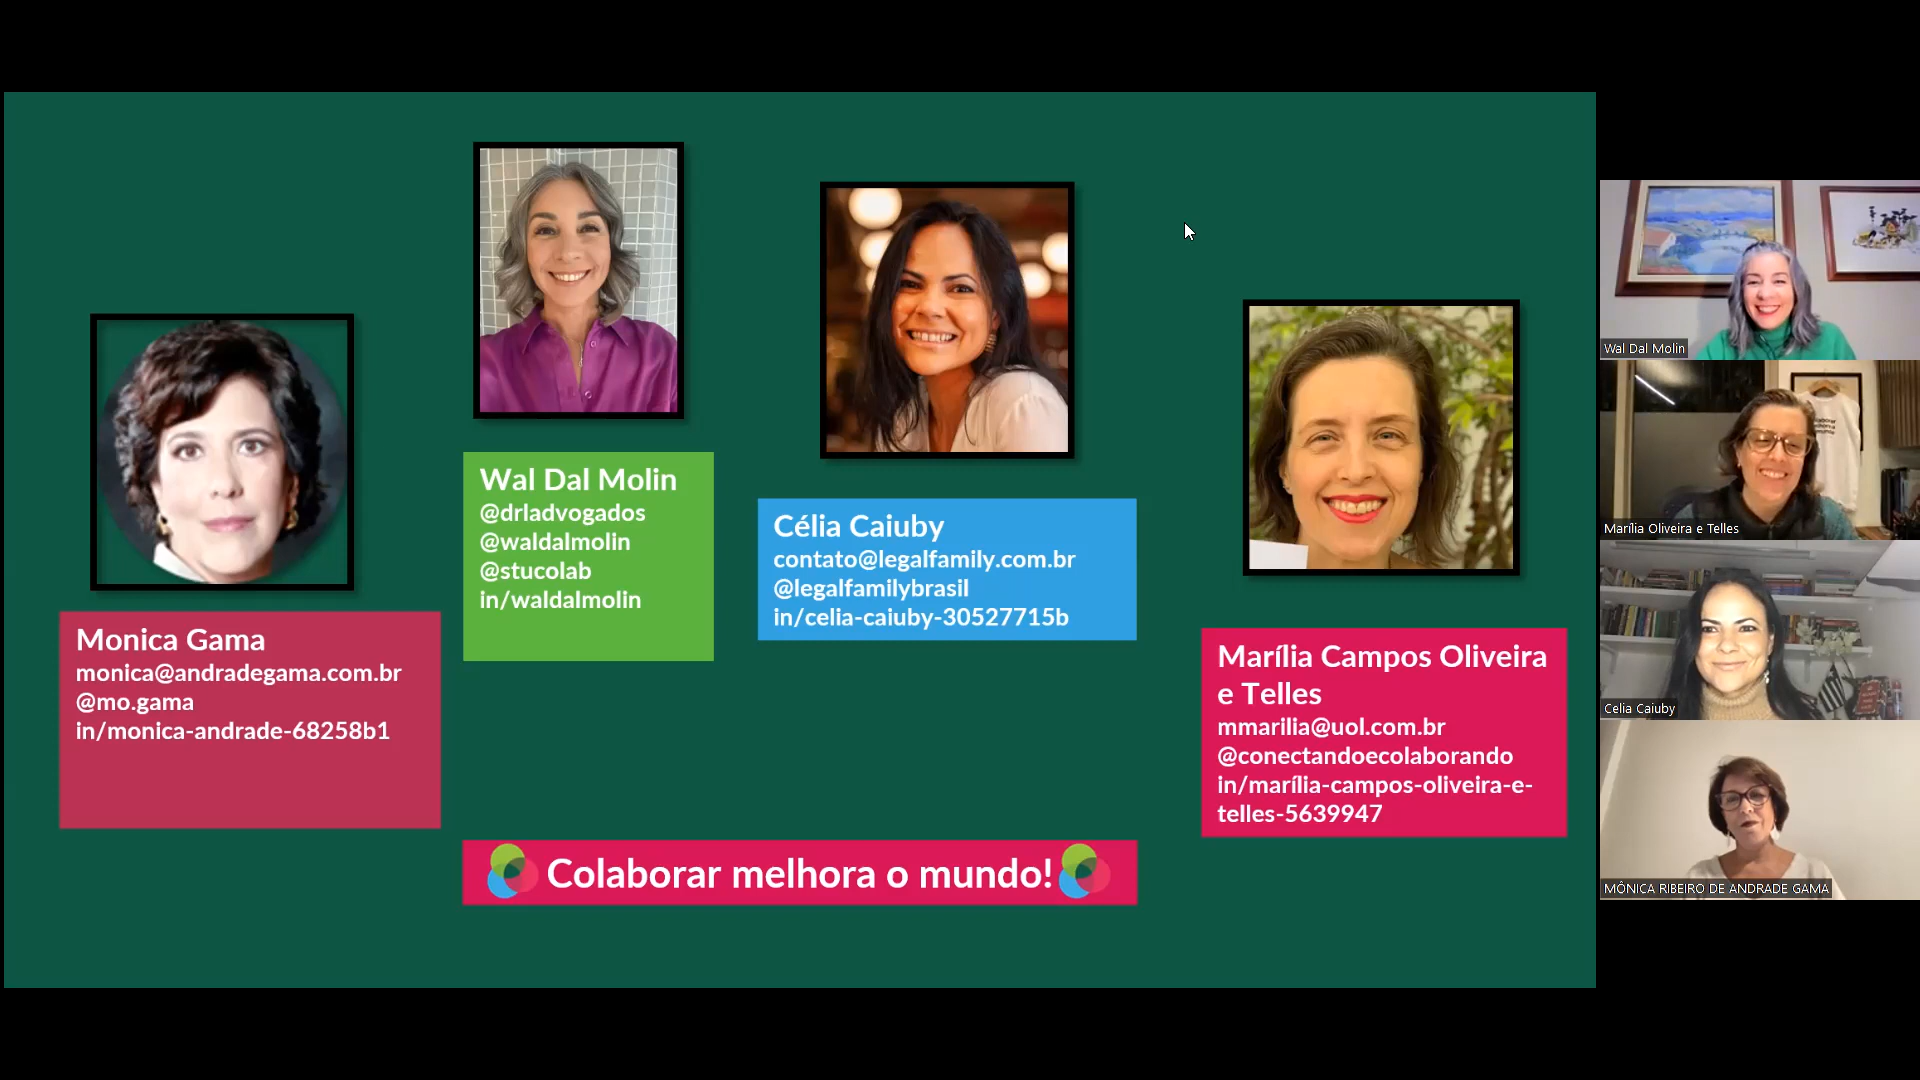 Monica Gama
monica@andradegama.com.br
@mo.gama
in/monica-andrade-68258b1
Wal Dal Molin
@drladvogados
@waldalmolin
@stucolab
in/waldalmolin
Célia Caiuby
contato@legalfamily.com.br
@legalfamilybrasil
in/celia-caiuby-30527715b
Marília Campos Oliveira
e Telles
mmarilia@uol.com.br
@conectandoecolaborando
in/marília-campos-oliveira-e-
telles-5639947
Colaborar melhora o mundo!
Wal Dal Molin
Marília Oliveira e Telles
Celia Caiuby
MÔNICA RIBEIRO DE ANDRADE GAMA